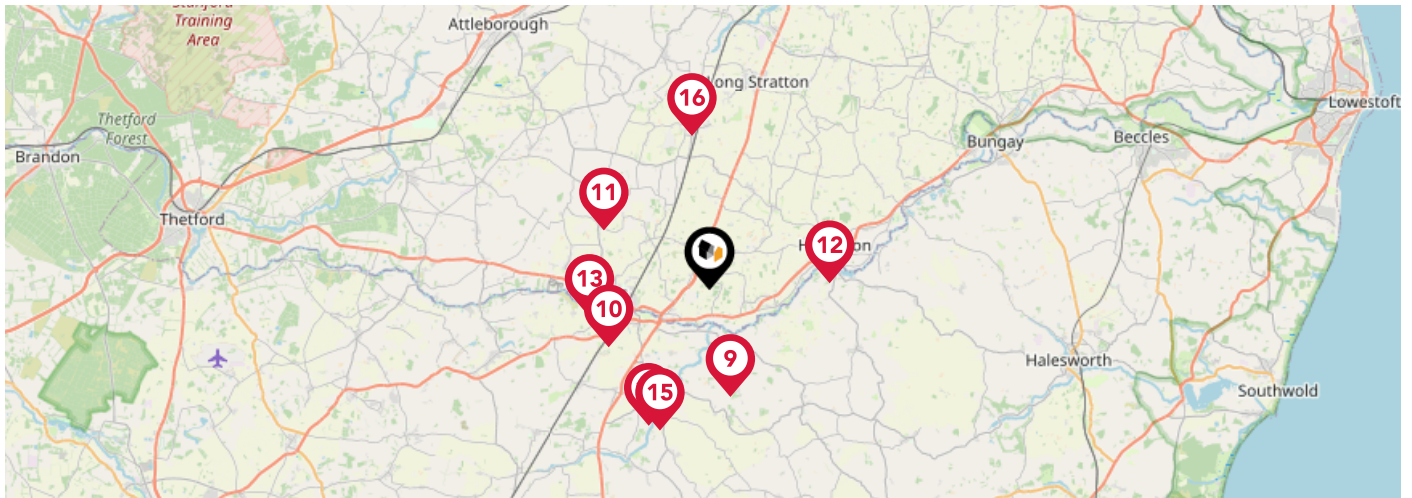 Stanford
Training
Area
Attleborough
Long Stratton
16
Lowestoft
Thetford
Forest
Brandon
Bungay
Beccles
11
Thetford
12
13
10
9
Halesworth
15
Southwold